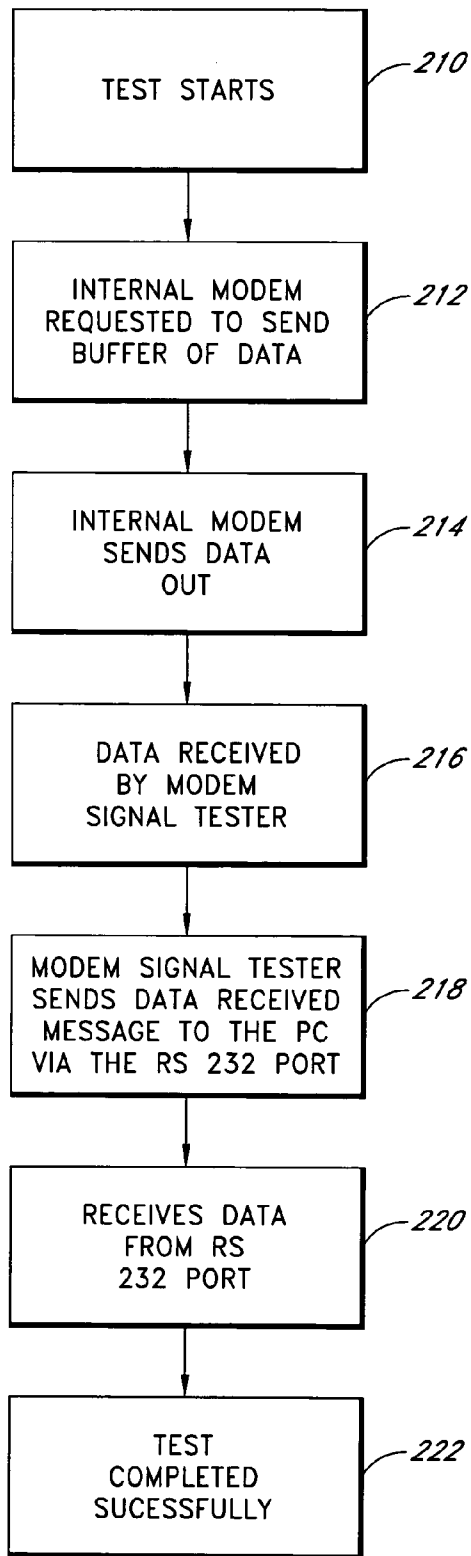 TEST STARTS
210
INTERNAL MODEM
REQUESTED TO SEND
BUFFER OF DATA
212
INTERNAL MODEM
SENDS DATA
OUT
214
DATA RECEIVED
BY MODEM
SIGNAL TESTER
216
MODEM SIGNAL TESTER
SENDS DATA RECEIVED
MESSAGE TO THE PC
VIA THE RS 232 PORT
218
RECEIVES DATA
FROM RS
232 PORT
220
TEST
COMPLETED
SUCESSFULLY
222